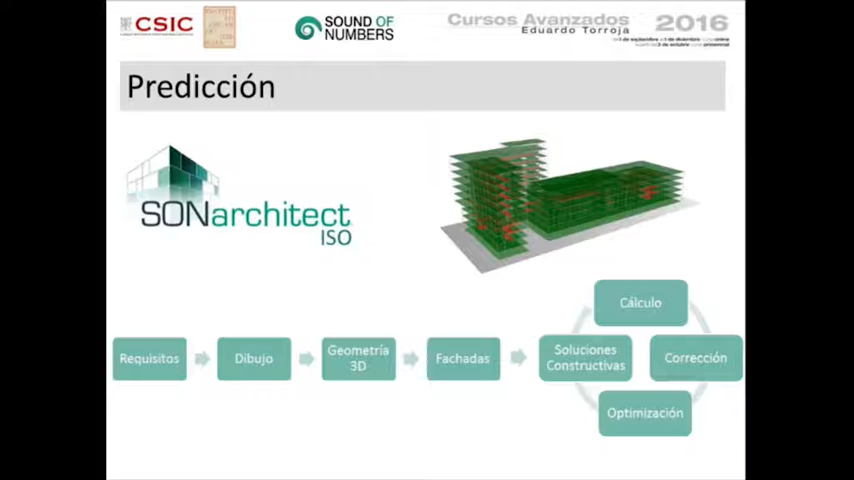 CSIC
SOUND OF
NUMBERS
Cursos Avanzados
Eduardo Torroja
2016
Predicción
SONarchitect
ISO
Requisitos
Dibujo
Geometría
3D
Fachadas
Soluciones
Constructivas
Cálculo
Corrección
Optimización